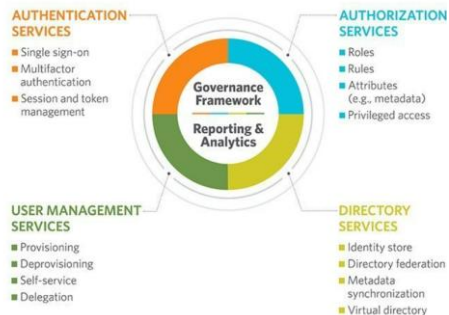 AUTHENTICATION
SERVICES
Single sign-on
Multifactor
authentication
Session and token
management
AUTHORIZATION
SERVICES
Roles
Rules
Attributes
(e.g., metadata)
Privileged access
Governance
Framework
Reporting &
Analytics
USER MANAGEMENT
SERVICES
Provisioning
Deprovisioning
Self-service
Delegation
DIRECTORY
SERVICES
Identity store
Directory federation
Metadata
synchronization
Virtual directory